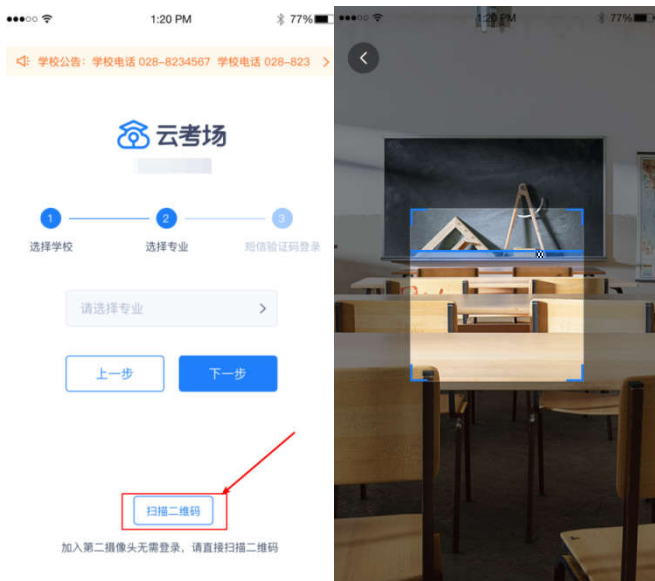 1:20 PM
77%
学校公告：学校电话 028-8234567 学校电话 028-823
云考场
1
2
3
选择学校
选择专业
短信验证码登录
请选择专业
上一步
下一步
扫描二维码
加入第二摄像头无需登录，请直接扫描二维码
1:20 PM
77%